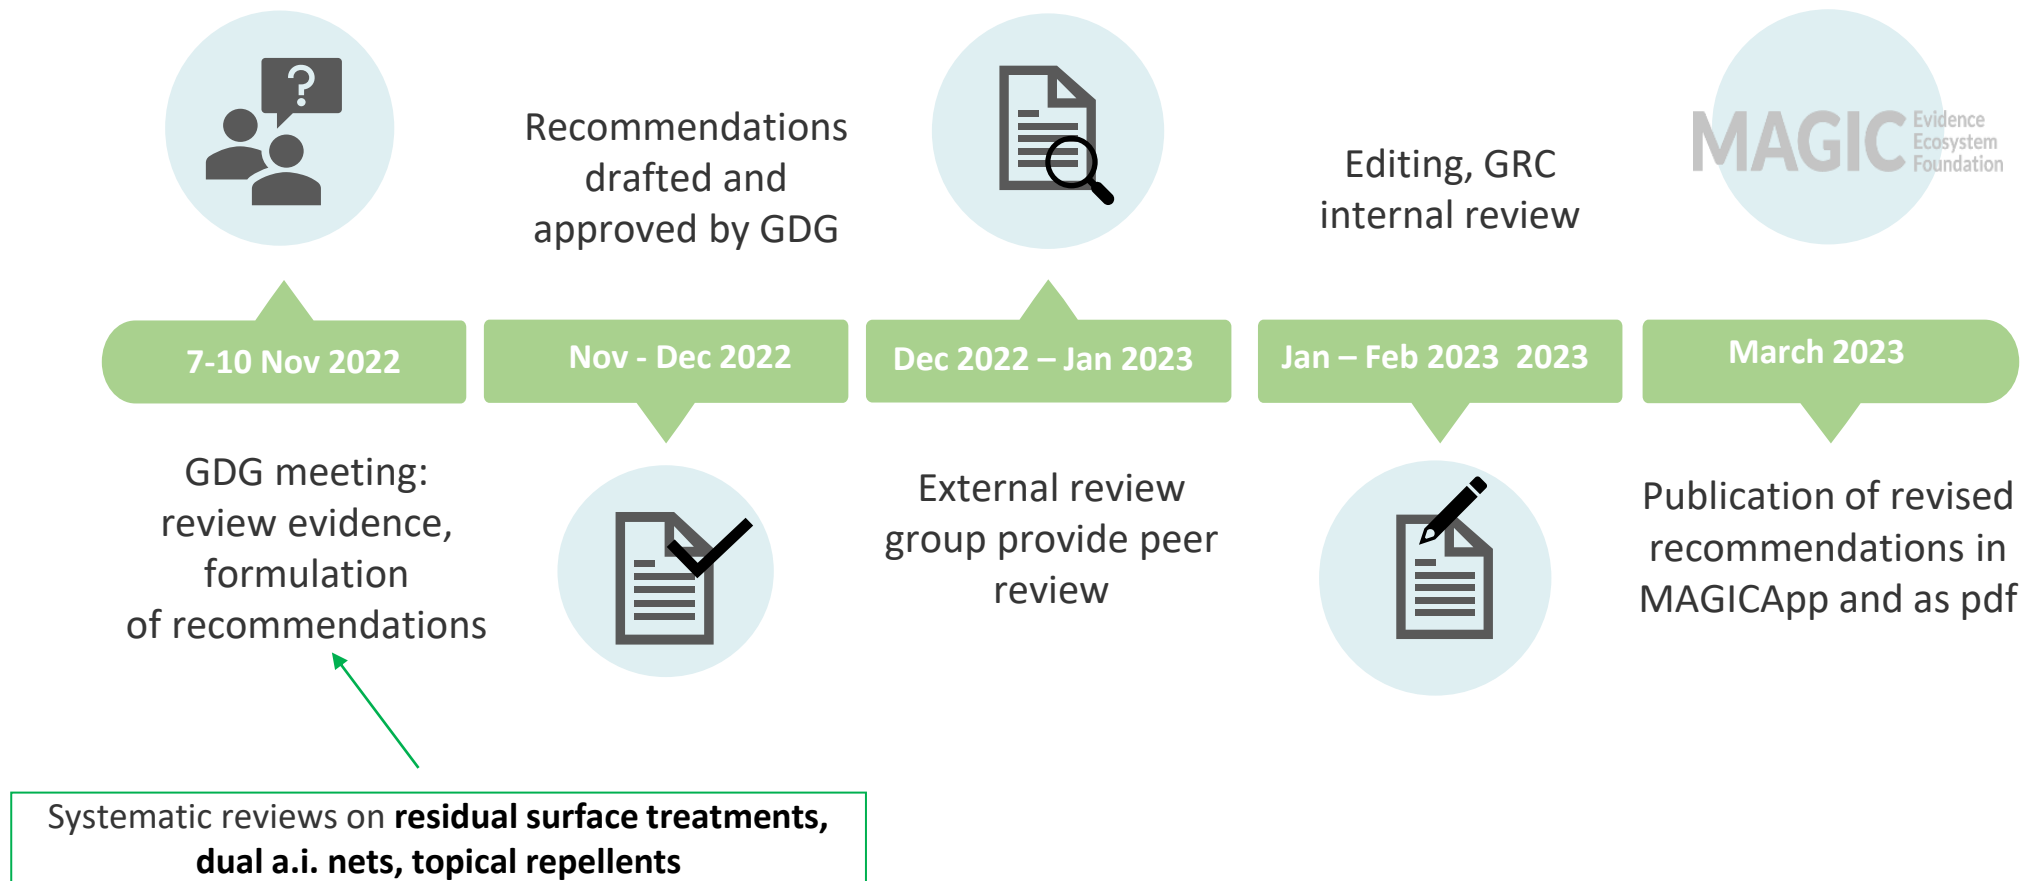 ?
Recommendations
drafted and
approved by GDG
Editing, GRC
internal review
MAGIC Evidence
Ecosystem
Foundation
7-10 Nov 2022
Nov - Dec 2022
Dec 2022 – Jan 2023
Jan – Feb 2023  2023
March 2023
GDG meeting:
review evidence,
formulation
of recommendations
External review
group provide peer
review
Publication of revised
recommendations in
MAGICApp and as pdf
Systematic reviews on residual surface treatments,
dual a.i. nets, topical repellents